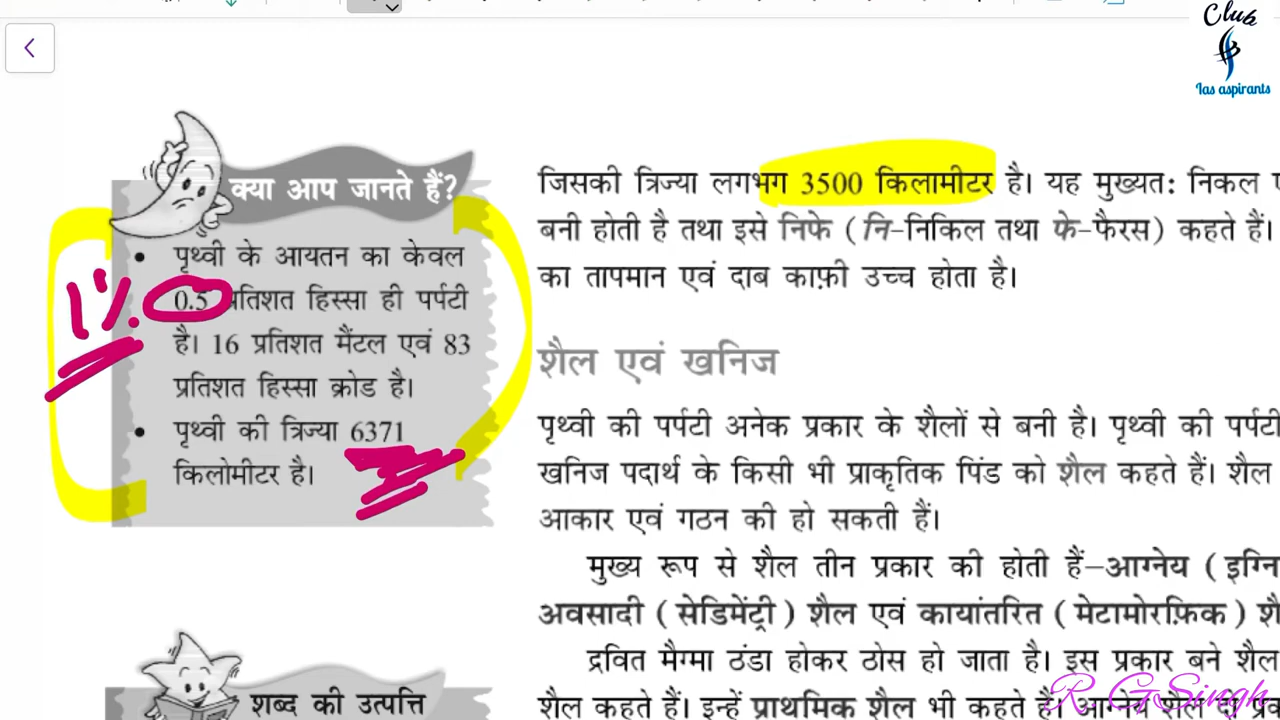 Club
Ias aspirants
क्या आप जानते हैं?
• पृथ्वी के आयतन का केवल
0.5 प्रतिशत हिस्सा ही पर्पटी
है। 16 प्रतिशत मैंटल एवं 83
प्रतिशत हिस्सा क्रोड है।
• पृथ्वी की त्रिज्या 6371
किलोमीटर है।
1%
शब्द की उत्पत्ति
जिसकी त्रिज्या लगभग 3500 किलामीटर है। यह मुख्यत: निकल
बनी होती है तथा इसे निफे (नि-निकिल तथा फे-फैरस) कहते हैं।
का तापमान एवं दाब काफ़ी उच्च होता है।
शैल एवं खनिज
पृथ्वी की पर्पटी अनेक प्रकार के शैलों से बनी है। पृथ्वी की पर्पटी
खनिज पदार्थ के किसी भी प्राकृतिक पिंड को शैल कहते हैं। शैल
आकार एवं गठन की हो सकती हैं।
मुख्य रूप से शैल तीन प्रकार की होती हैं–आग्नेय (इग्नि
अवसादी (सेडिमेंट्री) शैल एवं कायांतरित (मेटामोरफ़िक)
द्रवित मैग्मा ठंडा होकर ठोस हो जाता है। इस प्रकार बने शैल
शैल कहते हैं। इन्हें प्राथमिक शैल भी कहते हैं। आग्नेय शैल दो
R GSingh